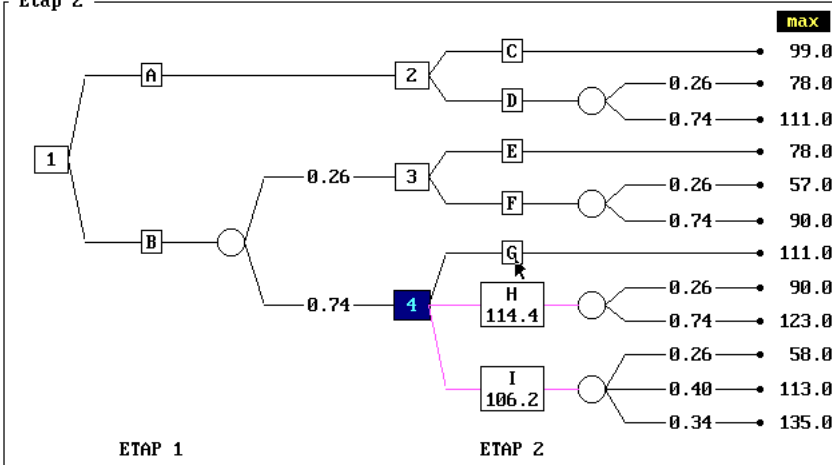 Etap 2
max
C 99.0
A 2 0.26 78.0
D
0.74 111.0
1 E 78.0
0.26 3 0.26 57.0
F
0.74 90.0
B G 111.0
0.26 90.0
0.74 4 H
114.4
0.74 123.0
0.26 58.0
I
106.2
0.40 113.0
0.34 135.0
ETAP 1 ETAP 2